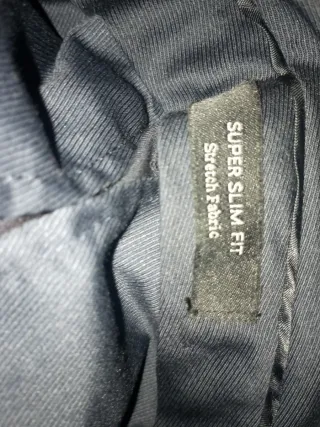 SUPER SLIM FIT
Stretch Fabric